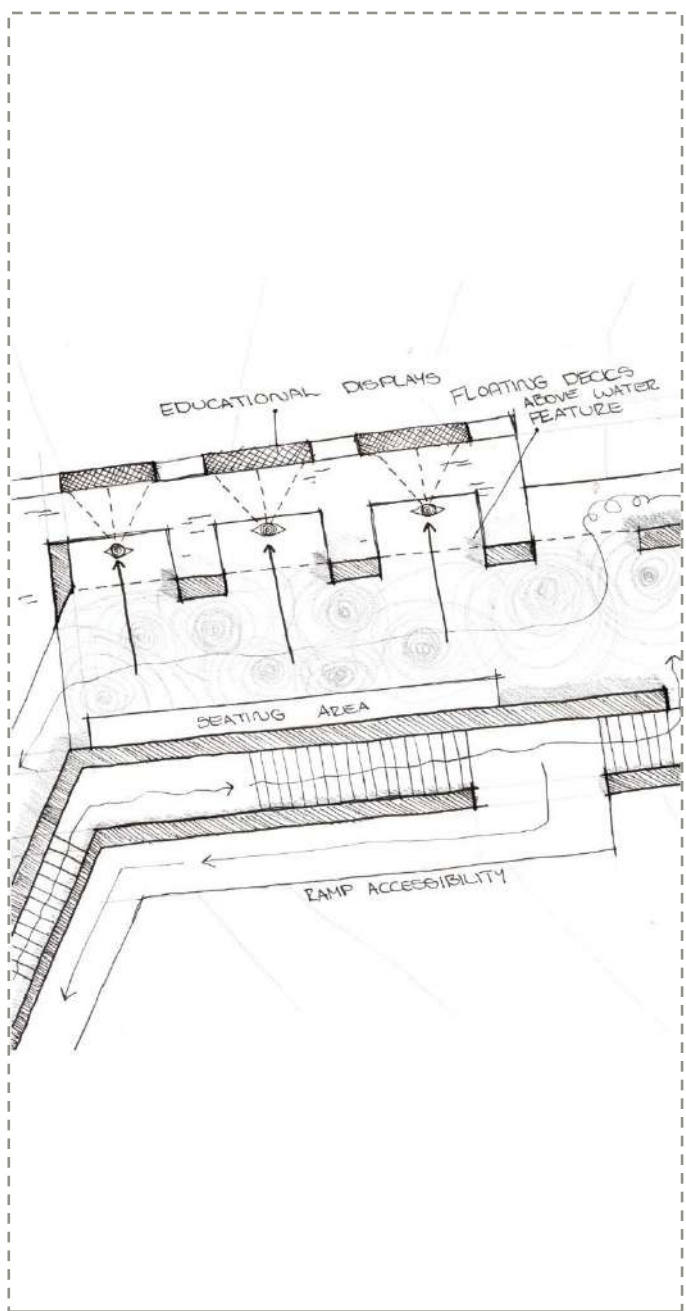 EDUCATIONAL DISPLAYS
FLOATING DECKS
ABOVE WATER
FEATURE
SEATING AREA
RAMP ACCESSIBILITY